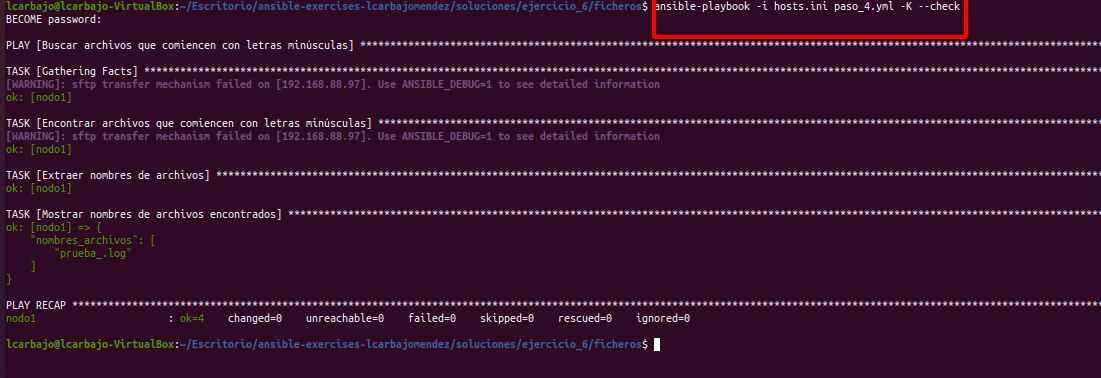 lcarbajo@lcarbajo-VirtualBox:~/Escritorio/ansible-exercises-lcarbajomendez/soluciones/ejercicio_6/ficheros$ ansible-playbook -i hosts.ini paso_4.yml -K --check
BECOME password:
PLAY [Buscar archivos que comiencen con letras minúsculas] ****************************************************************************************************************************
TASK [Gathering Facts] ****************************************************************************************************************************************************************
[WARNING]: sftp transfer mechanism failed on [192.168.88.97]. Use ANSIBLE_DEBUG=1 to see detailed information
ok: [nodo1]
TASK [Encontrar archivos que comiencen con letras minúsculas] *************************************************************************************************************************
[WARNING]: sftp transfer mechanism failed on [192.168.88.97]. Use ANSIBLE_DEBUG=1 to see detailed information
ok: [nodo1]
TASK [Extraer nombres de archivos] ****************************************************************************************************************************************************
ok: [nodo1]
TASK [Mostrar nombres de archivos encontrados] ****************************************************************************************************************************************
ok: [nodo1] => {
    "nombres_archivos": [
        "prueba_.log"
    ]
}
PLAY RECAP ****************************************************************************************************************************************************************************
nodo1                      : ok=4    changed=0    unreachable=0    failed=0    skipped=0    rescued=0    ignored=0
lcarbajo@lcarbajo-VirtualBox:~/Escritorio/ansible-exercises-lcarbajomendez/soluciones/ejercicio_6/ficheros$